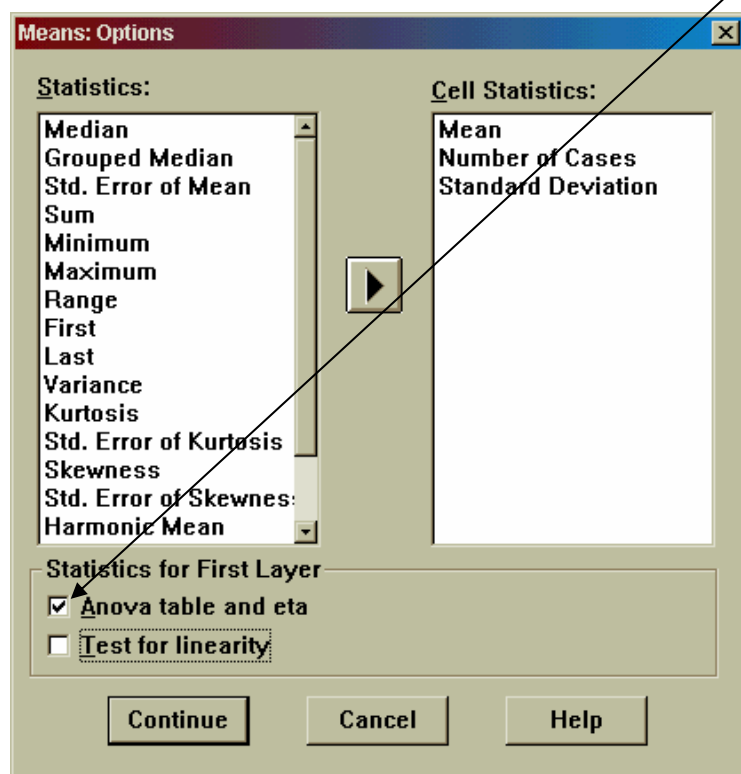 Means: Options
Statistics:
Median
Grouped Median
Std. Error of Mean
Sum
Minimum
Maximum
Range
First
Last
Variance
Kurtosis
Std. Error of Kurtosis
Skewness
Std. Error of Skewnes
Harmonic Mean
Cell Statistics:
Mean
Number of Cases
Standard Deviation
Statistics for First Layer
Anova table and eta
Test for linearity
Continue Cancel Help